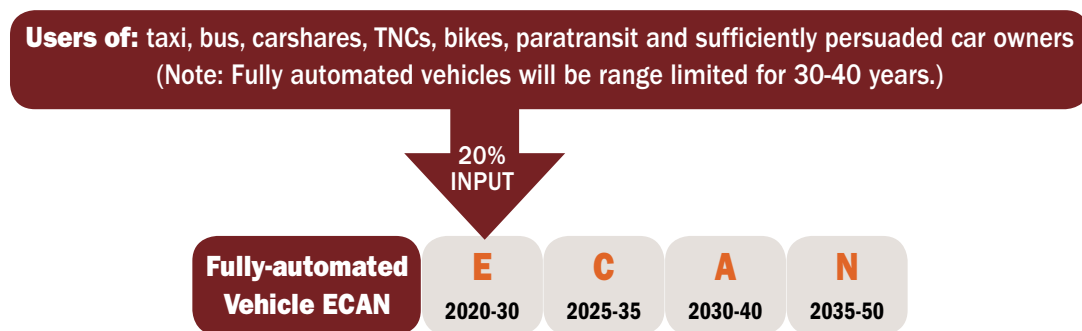 Users of: taxi, bus, carshares, TNCs, bikes, paratransit and sufficiently persuaded car owners
(Note: Fully automated vehicles will be range limited for 30-40 years.)
20%
INPUT
Fully-automated
Vehicle ECAN
E
2020-30
C
2025-35
A
2030-40
N
2035-50